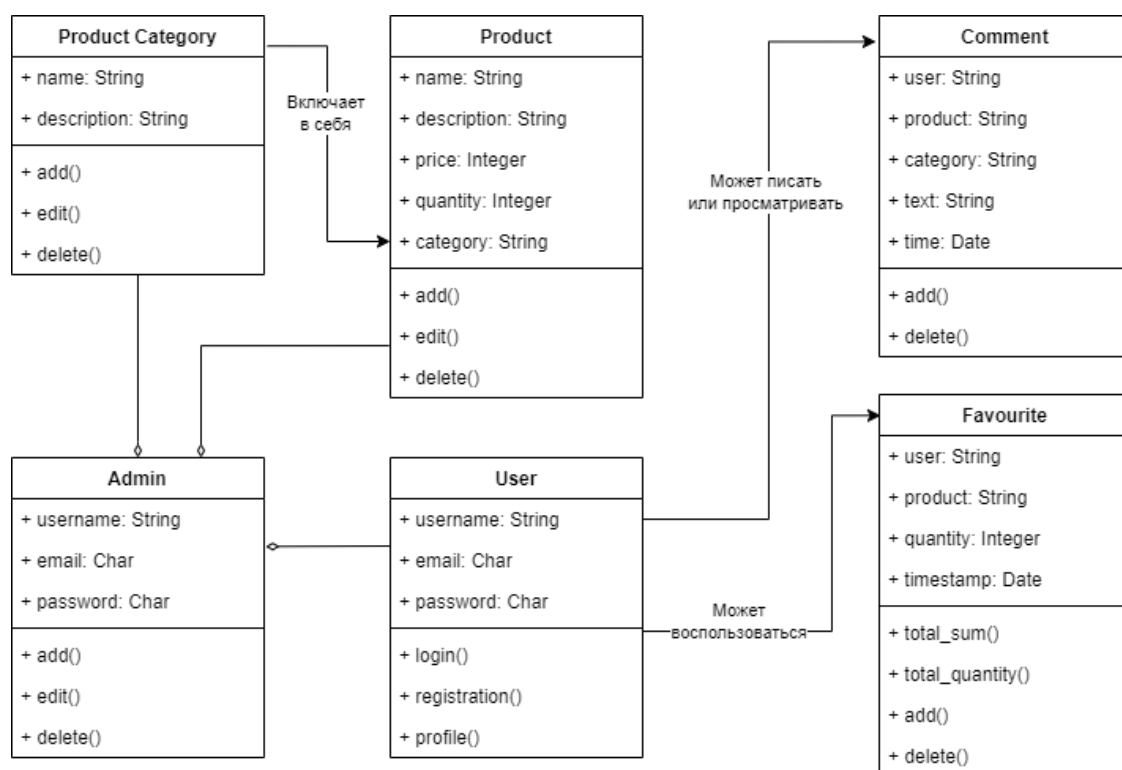 Product Category
+ name: String
+ description: String
+ add()
+ edit()
+ delete()
Включает
в себя
Product
+ name: String
+ description: String
+ price: Integer
+ quantity: Integer
+ category: String
+ add()
+ edit()
+ delete()
Может писать
или просматривать
Comment
+ user: String
+ product: String
+ category: String
+ text: String
+ time: Date
+ add()
+ delete()
Admin
+ username: String
+ email: Char
+ password: Char
+ add()
+ edit()
+ delete()
User
+ username: String
+ email: Char
+ password: Char
+ login()
+ registration()
+ profile()
Может
воспользоваться
Favourite
+ user: String
+ product: String
+ quantity: Integer
+ timestamp: Date
+ total_sum()
+ total_quantity()
+ add()
+ delete()